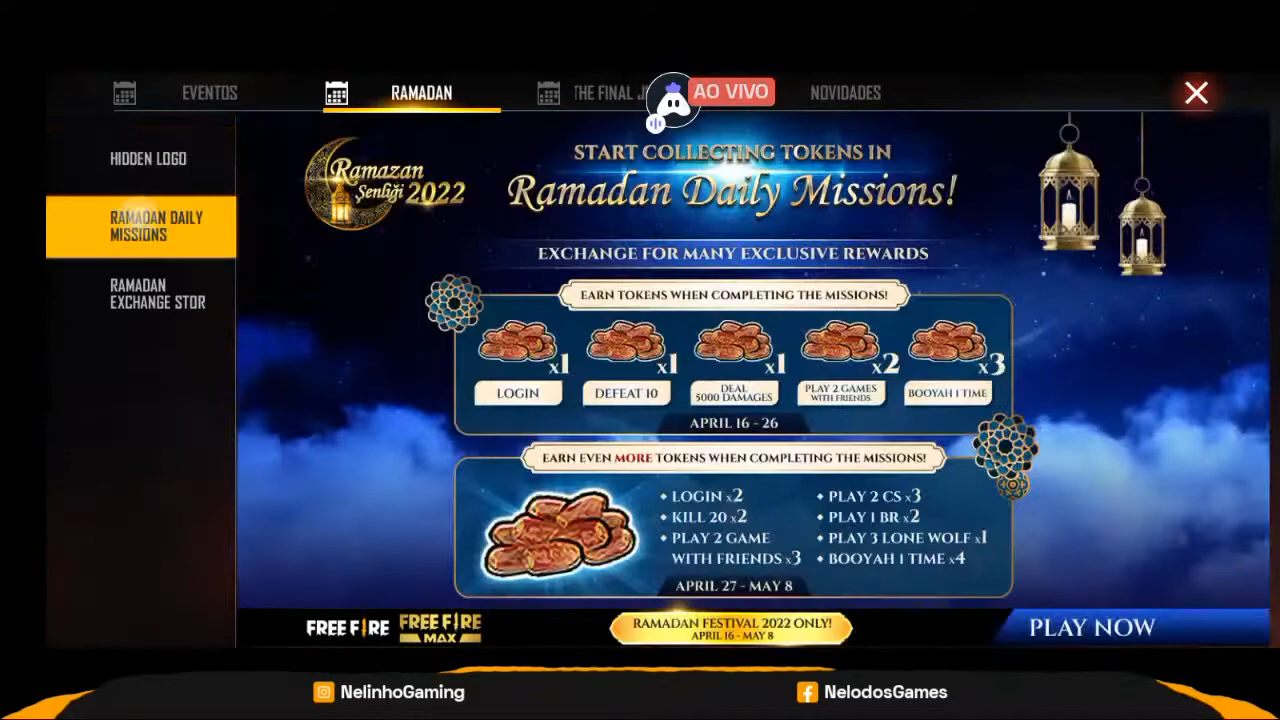 EVENTOS
RAMADAN
THE FINAL
AO VIVO
NOVIDADES
HIDDEN LOGO
RAMADAN DAILY
MISSIONS
RAMADAN
EXCHANGE STOR
Ramazan
Şenliği 2022
START COLLECTING TOKENS IN
Ramadan Daily Missions!
EXCHANGE FOR MANY EXCLUSIVE REWARDS
EARN TOKENS WHEN COMPLETING THE MISSIONS!
x1 x1 x1 x2 x3
LOGIN
DEFEAT 10
DEAL
5000 DAMAGES
PLAY 2 GAMES
WITH FRIENDS
BOOYAH 1 TIME
APRIL 16 - 26
EARN EVEN MORE TOKENS WHEN COMPLETING THE MISSIONS!
LOGIN x2
KILL 20 x2
PLAY 2 GAME
WITH FRIENDS x3
PLAY 2 CS x3
PLAY 1 BR x2
PLAY 3 LONE WOLF x1
BOOYAH 1 TIME x4
APRIL 27 - MAY 8
FREE FIRE
FREE FIRE
MAX
RAMADAN FESTIVAL 2022 ONLY!
APRIL 16 - MAY 8
PLAY NOW
NelinhoGaming
NelodosGames